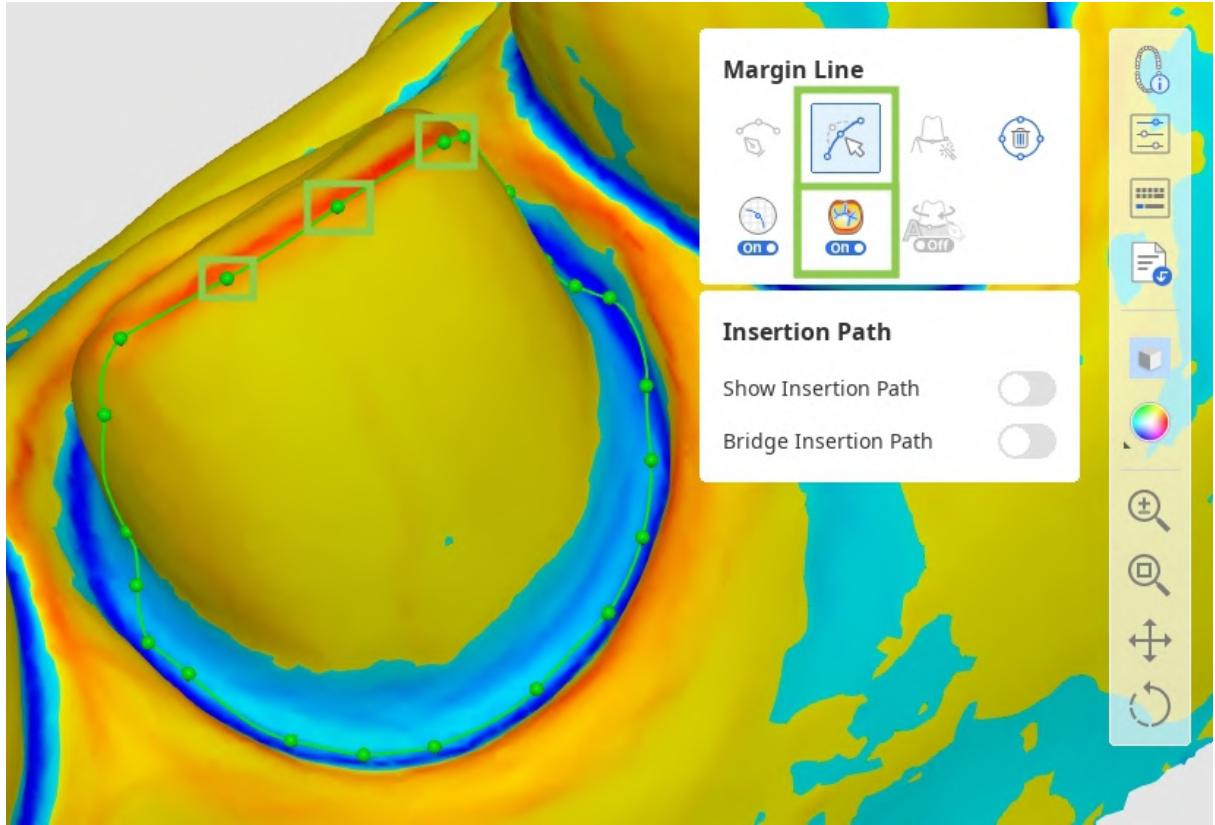 Margin Line
On
On
A
Off
Insertion Path
Show Insertion Path
Bridge Insertion Path